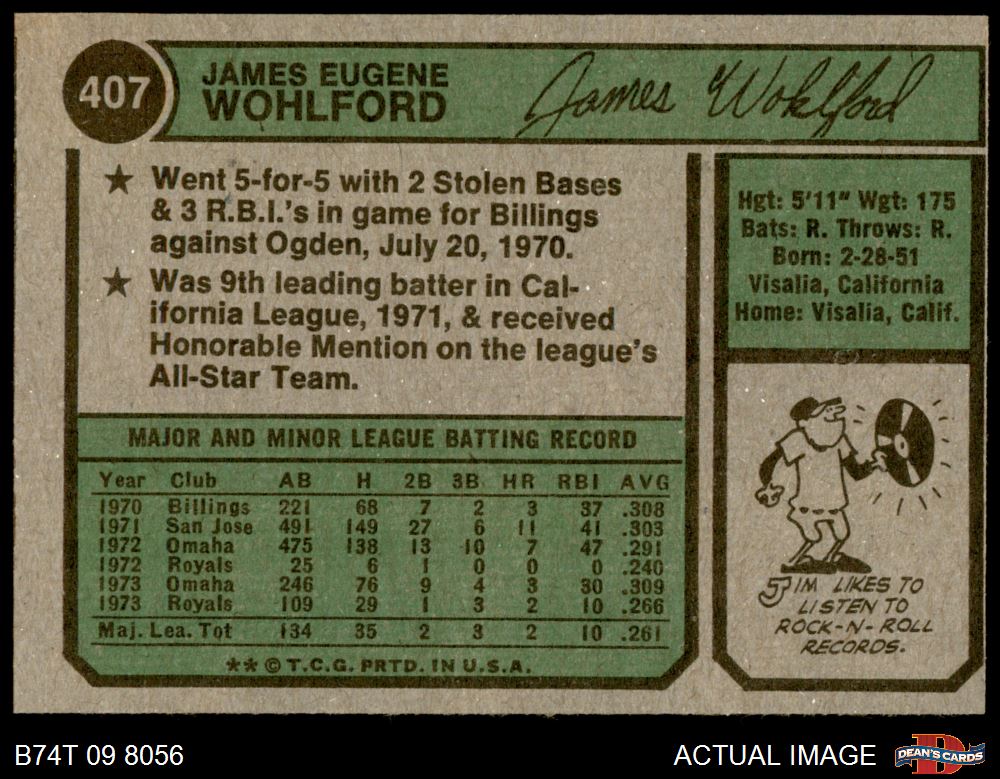 407
JAMES EUGENE
WOHLFORD
James Wohlford
★ Went 5-for-5 with 2 Stolen Bases
& 3 R.B.I.'s in game for Billings
against Ogden, July 20, 1970.
★ Was 9th leading batter in Cal-
ifornia League, 1971, & received
Honorable Mention on the league's
All-Star Team.
Hgt: 5'11" Wgt: 175
Bats: R. Throws: R.
Born: 2-28-51
Visalia, California
Home: Visalia, Calif.
MAJOR AND MINOR LEAGUE BATTING RECORD
Year Club AB H 2B 3B HR RBI AVG
1970 Billings 221 68 7 2 3 37 .308
1971 San Jose 491 149 27 6 11 41 .303
1972 Omaha 475 138 13 10 7 47 .291
1972 Royals 25 6 1 0 0 0 .240
1973 Omaha 246 76 9 4 3 30 .309
1973 Royals 109 29 1 3 2 10 .266
Maj. Lea. Tot 134 35 2 3 2 10 .261
★★ © T.C.G. PRTD. IN U.S.A.
JIM LIKES TO
LISTEN TO
ROCK-N-ROLL
RECORDS.
B74T 09 8056
ACTUAL IMAGE
DEAN'S CARDS